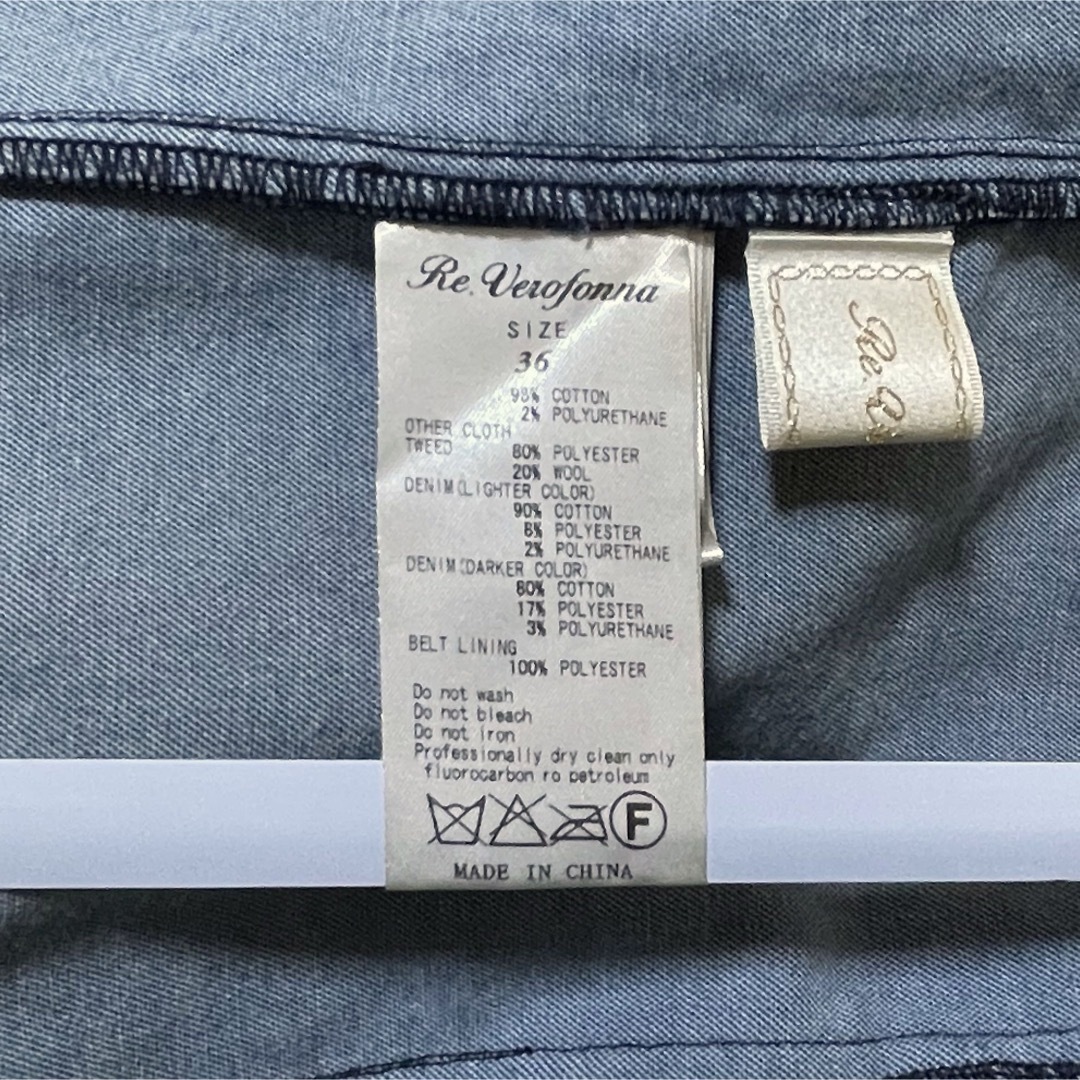 Re. Verofonna
SIZE
36
98% COTTON
2% POLYURETHANE
OTHER CLOTH
TWEED 80% POLYESTER
20% WOOL
DENIM(LIGHTER COLOR)
90% COTTON
8% POLYESTER
2% POLYURETHANE
DENIM(DARKER COLOR)
80% COTTON
17% POLYESTER
3% POLYURETHANE
BELT LINING
100% POLYESTER
Do not wash
Do not bleach
Do not iron
Professionally dry clean only
fluorocarbon ro petroleum
F
MADE IN CHINA
Re.